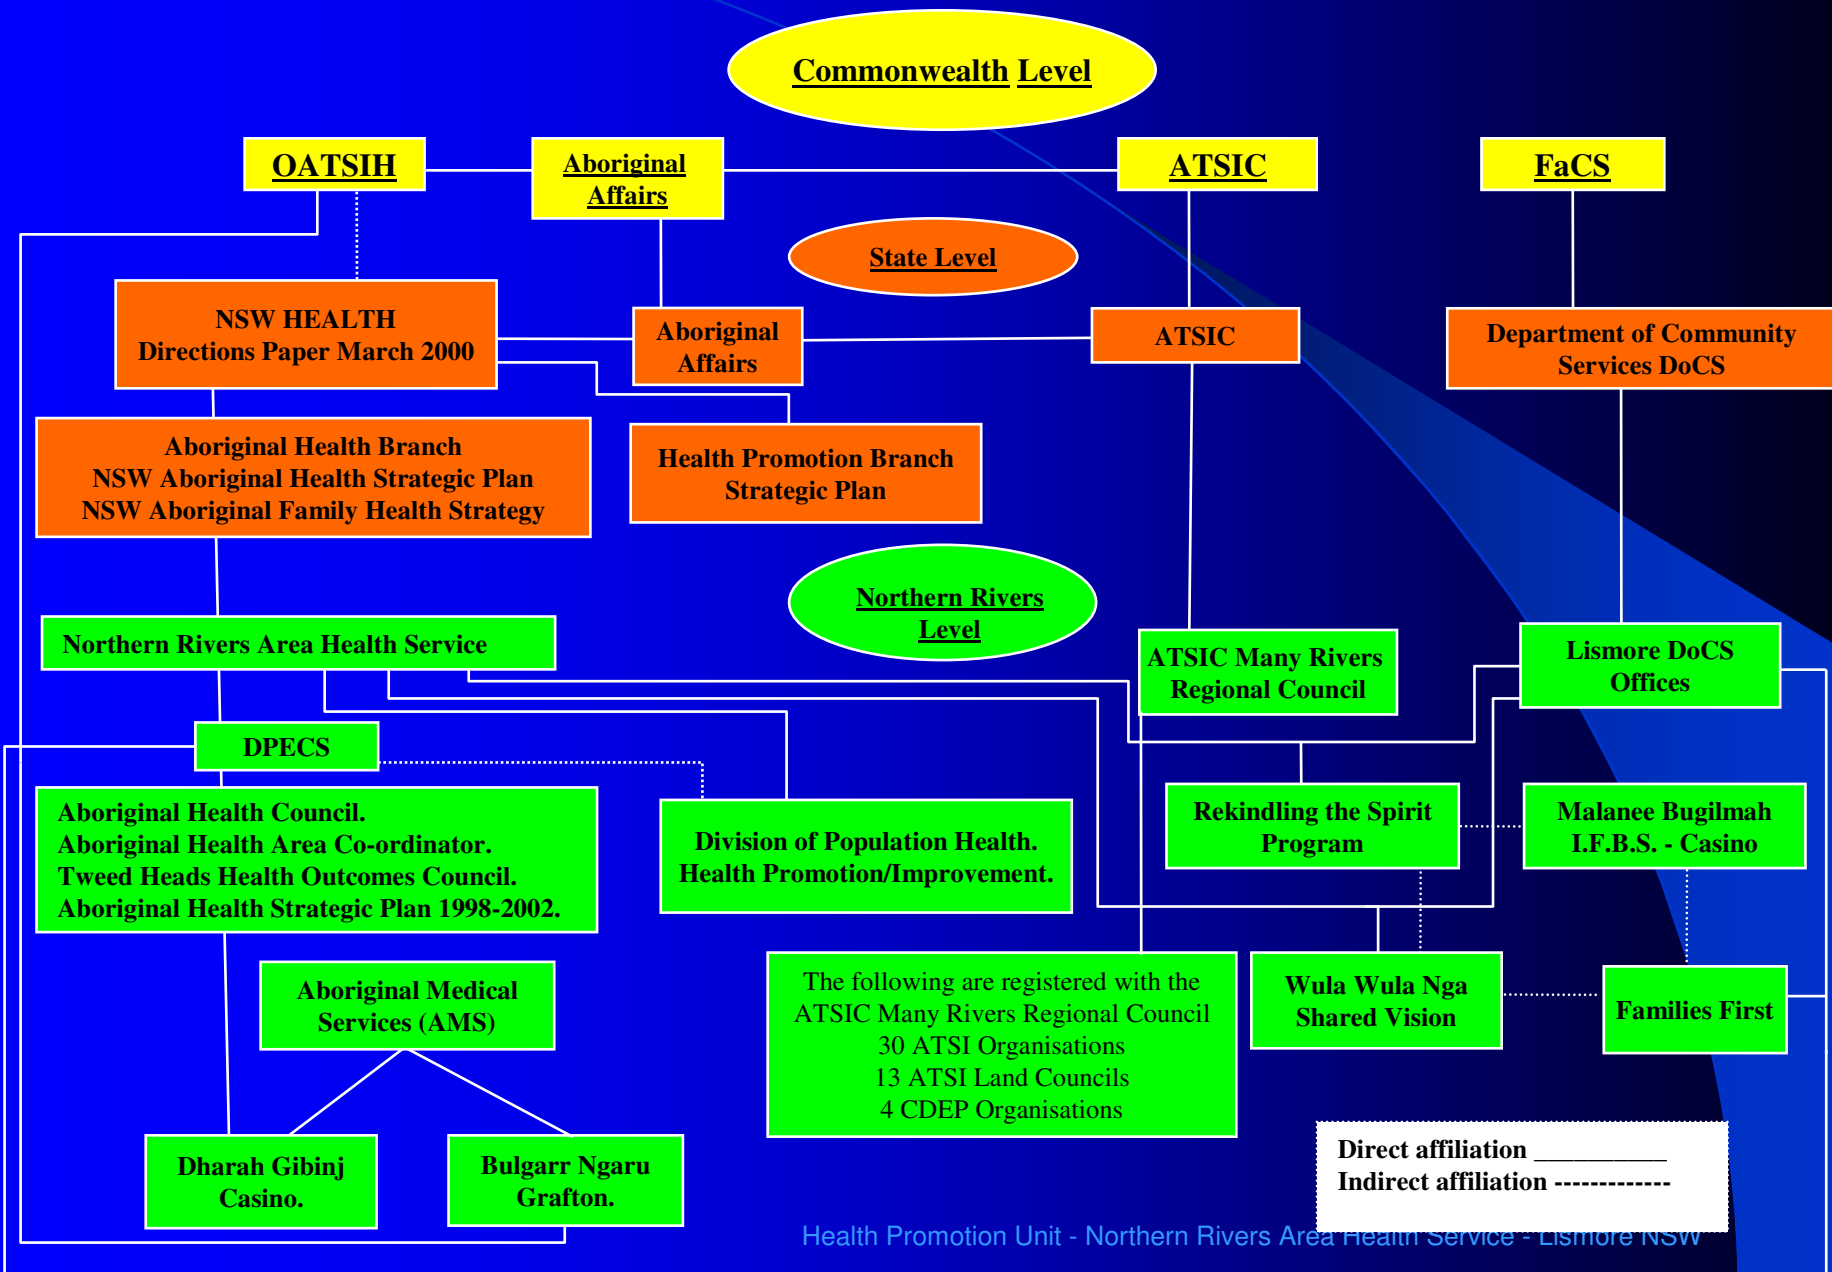 Commonwealth Level
OATSIH
Aboriginal
Affairs
ATSIC
FaCS
State Level
NSW HEALTH
Directions Paper March 2000
Aboriginal
Affairs
ATSIC
Department of Community
Services DoCS
Aboriginal Health Branch
NSW Aboriginal Health Strategic Plan
NSW Aboriginal Family Health Strategy
Health Promotion Branch
Strategic Plan
Northern Rivers
Level
Northern Rivers Area Health Service
ATSIC Many Rivers
Regional Council
Lismore DoCS
Offices
DPECS
Aboriginal Health Council.
Aboriginal Health Area Co-ordinator.
Tweed Heads Health Outcomes Council.
Aboriginal Health Strategic Plan 1998-2002.
Division of Population Health.
Health Promotion/Improvement.
Rekindling the Spirit
Program
Malanee Bugilmah
I.F.B.S. - Casino
Aboriginal Medical
Services (AMS)
The following are registered with the
ATSIC Many Rivers Regional Council
30 ATSI Organisations
13 ATSI Land Councils
4 CDEP Organisations
Wula Wula Nga
Shared Vision
Families First
Dharah Gibinj
Casino.
Bulgarr Ngaru
Grafton.
Direct affiliation __________
Indirect affiliation -------------
Health Promotion Unit - Northern Rivers Area Health Service - Lismore NSW